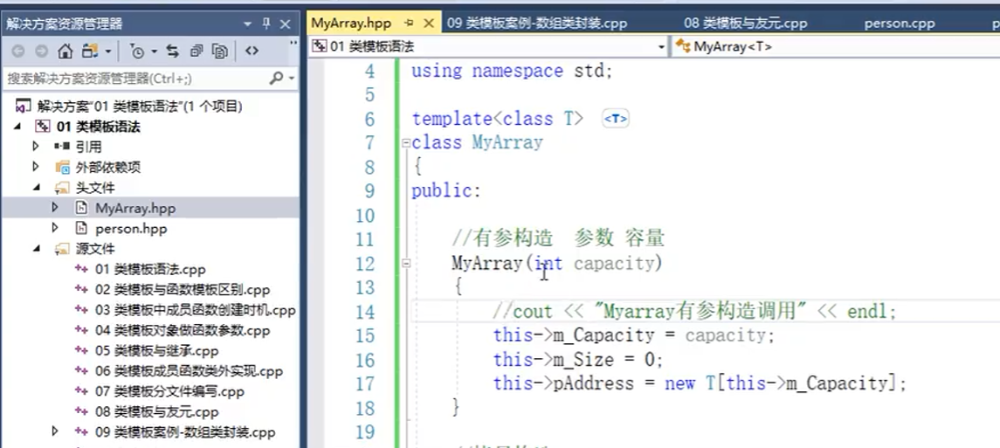 解决方案资源管理器
搜索解决方案资源管理器(Ctrl+;)
解决方案"01 类模板语法"(1 个项目)
01 类模板语法
引用
外部依赖项
头文件
MyArray.hpp
person.hpp
源文件
01 类模板语法.cpp
02 类模板与函数模板区别.cpp
03 类模板中成员函数创建时机.cpp
04 类模板对象做函数参数.cpp
05 类模板与继承.cpp
06 类模板成员函数类外实现.cpp
07 类模板分文件编写.cpp
08 类模板与友元.cpp
09 类模板案例-数组类封装.cpp
MyArray.hpp 09 类模板案例-数组类封装.cpp 08 类模板与友元.cpp person.cpp
01 类模板语法 MyArray<T>
4 using namespace std;
5
6 template<class T> <T>
7 class MyArray
8 {
9 public:
10
11 //有参构造 参数 容量
12 MyArray(int capacity)
13 {
14 //cout << "Myarray有参构造调用" << endl;
15 this->m_Capacity = capacity;
16 this->m_Size = 0;
17 this->pAddress = new T[this->m_Capacity];
18 }
19